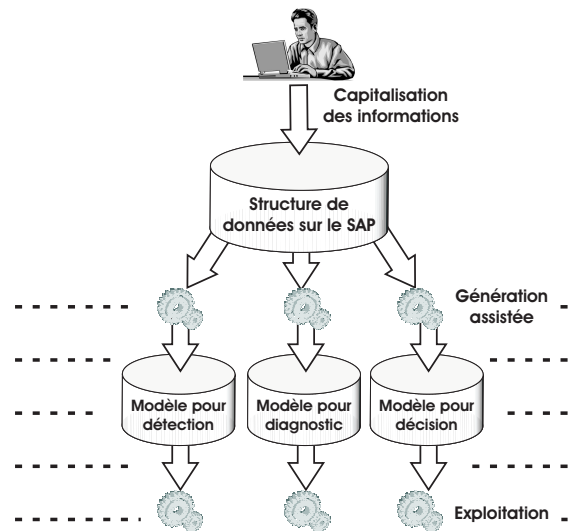 Capitalisation
des informations
Structure de
données sur le SAP
Génération
assistée
Modèle pour
détection
Modèle pour
diagnostic
Modèle pour
décision
Exploitation